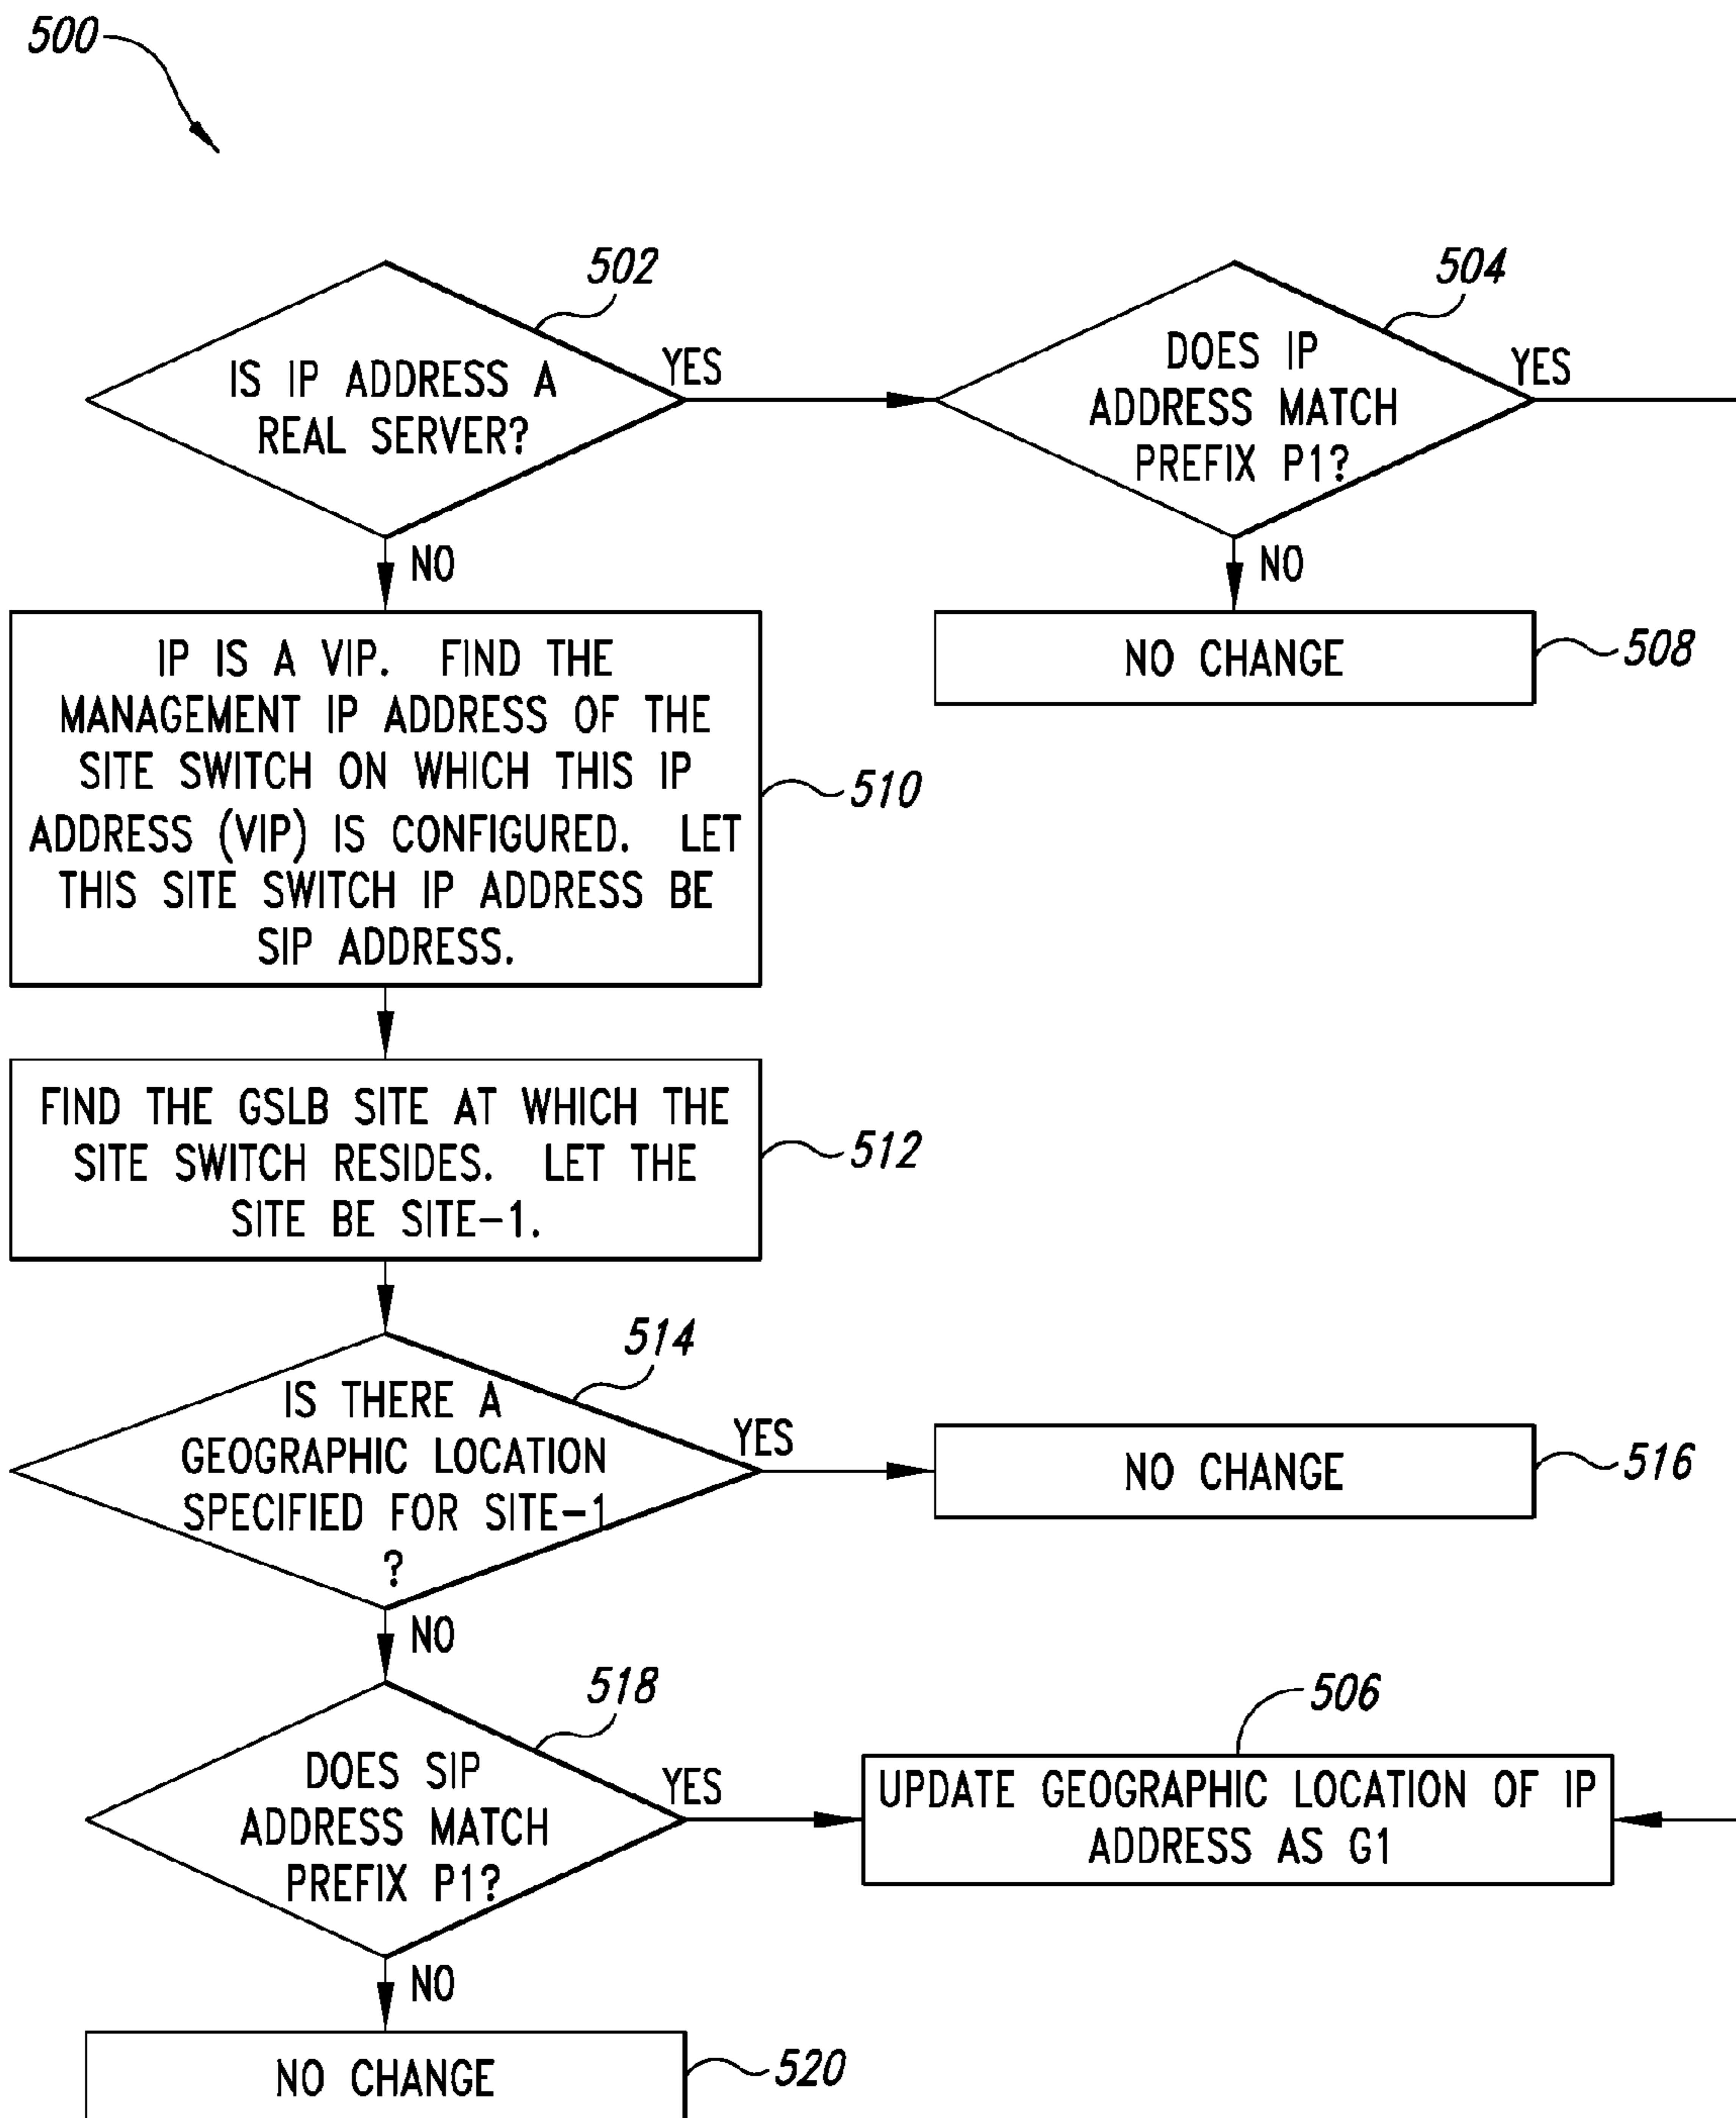 500
502
IS IP ADDRESS A
REAL SERVER?
YES
NO
504
DOES IP
ADDRESS MATCH
PREFIX P1?
YES
NO
NO CHANGE
508
IP IS A VIP. FIND THE
MANAGEMENT IP ADDRESS OF THE
SITE SWITCH ON WHICH THIS IP
ADDRESS (VIP) IS CONFIGURED. LET
THIS SITE SWITCH IP ADDRESS BE
SIP ADDRESS.
510
FIND THE GSLB SITE AT WHICH THE
SITE SWITCH RESIDES. LET THE
SITE BE SITE-1.
512
514
IS THERE A
GEOGRAPHIC LOCATION
SPECIFIED FOR SITE-1
?
YES
NO
NO CHANGE
516
518
DOES SIP
ADDRESS MATCH
PREFIX P1?
YES
NO
506
UPDATE GEOGRAPHIC LOCATION OF IP
ADDRESS AS G1
NO CHANGE
520